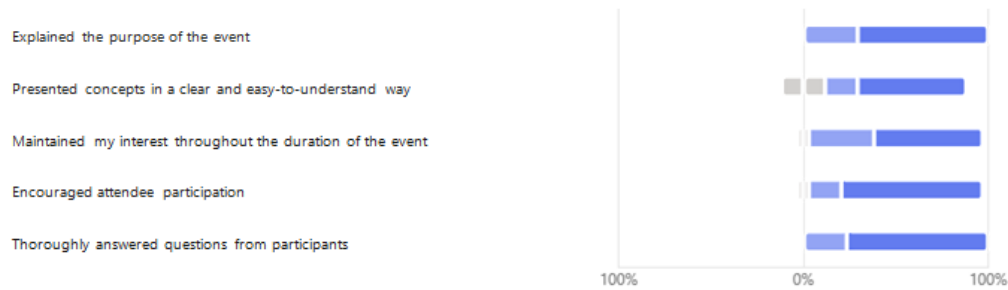 Explained the purpose of the event
Presented concepts in a clear and easy-to-understand way
Maintained my interest throughout the duration of the event
Encouraged attendee participation
Thoroughly answered questions from participants
100% 0% 100%